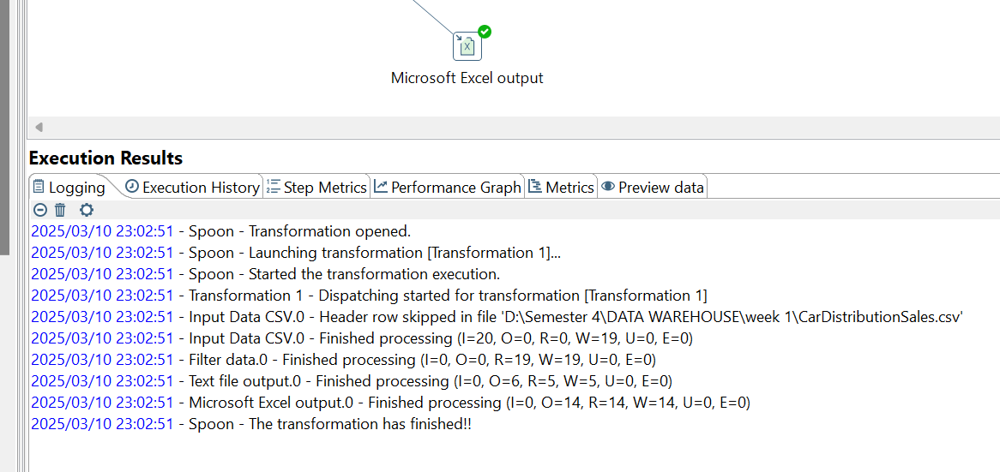 Microsoft Excel output
Execution Results
Logging Execution History Step Metrics Performance Graph Metrics Preview data
2025/03/10 23:02:51 - Spoon - Transformation opened.
2025/03/10 23:02:51 - Spoon - Launching transformation [Transformation 1]...
2025/03/10 23:02:51 - Spoon - Started the transformation execution.
2025/03/10 23:02:51 - Transformation 1 - Dispatching started for transformation [Transformation 1]
2025/03/10 23:02:51 - Input Data CSV.0 - Header row skipped in file 'D:\Semester 4\DATA WAREHOUSE\week 1\CarDistributionSales.csv'
2025/03/10 23:02:51 - Input Data CSV.0 - Finished processing (I=20, O=0, R=0, W=19, U=0, E=0)
2025/03/10 23:02:51 - Filter data.0 - Finished processing (I=0, O=0, R=19, W=19, U=0, E=0)
2025/03/10 23:02:51 - Text file output.0 - Finished processing (I=0, O=6, R=5, W=5, U=0, E=0)
2025/03/10 23:02:51 - Microsoft Excel output.0 - Finished processing (I=0, O=14, R=14, W=14, U=0, E=0)
2025/03/10 23:02:51 - Spoon - The transformation has finished!!